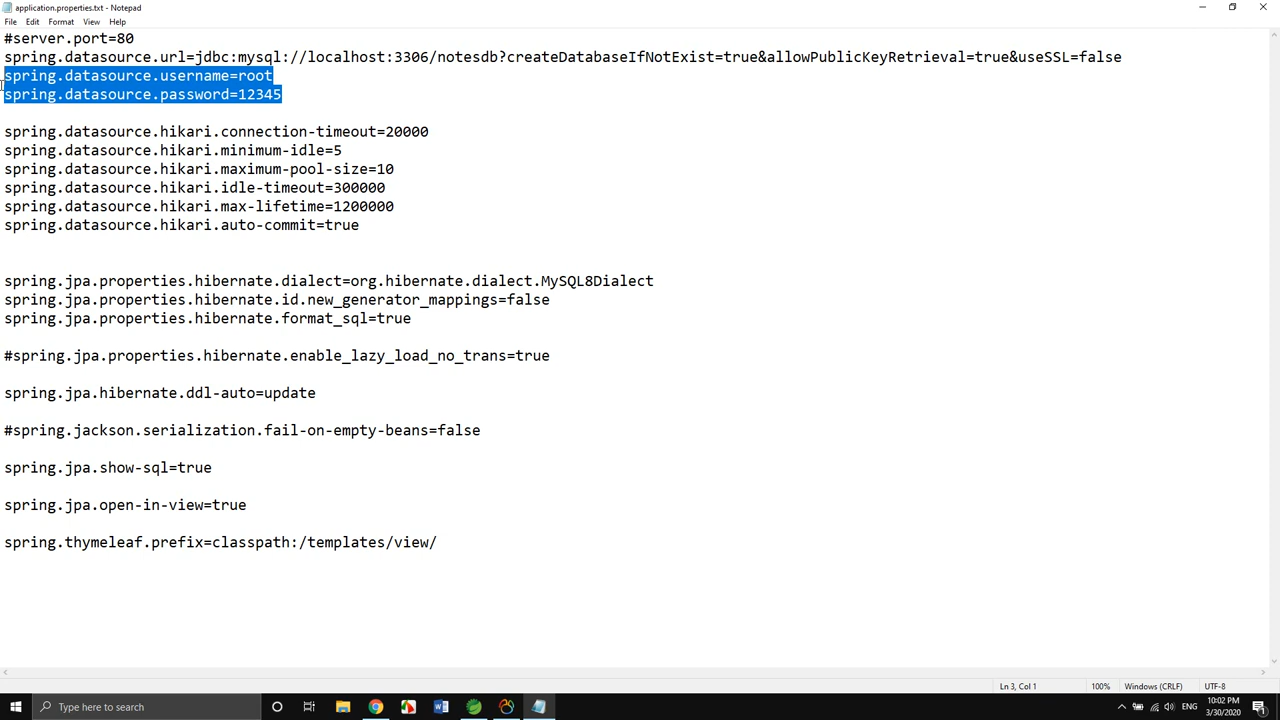 application.properties.txt - Notepad
File Edit Format View Help
#server.port=80
spring.datasource.url=jdbc:mysql://localhost:3306/notesdb?createDatabaseIfNotExist=true&allowPublicKeyRetrieval=true&useSSL=false
spring.datasource.username=root
spring.datasource.password=12345
spring.datasource.hikari.connection-timeout=20000
spring.datasource.hikari.minimum-idle=5
spring.datasource.hikari.maximum-pool-size=10
spring.datasource.hikari.idle-timeout=300000
spring.datasource.hikari.max-lifetime=1200000
spring.datasource.hikari.auto-commit=true
spring.jpa.properties.hibernate.dialect=org.hibernate.dialect.MySQL8Dialect
spring.jpa.properties.hibernate.id.new_generator_mappings=false
spring.jpa.properties.hibernate.format_sql=true
#spring.jpa.properties.hibernate.enable_lazy_load_no_trans=true
spring.jpa.hibernate.ddl-auto=update
#spring.jackson.serialization.fail-on-empty-beans=false
spring.jpa.show-sql=true
spring.jpa.open-in-view=true
spring.thymeleaf.prefix=classpath:/templates/view/
Ln 3, Col 1 100% Windows (CRLF) UTF-8
Type here to search
ENG
10:02 PM
3/30/2020
1